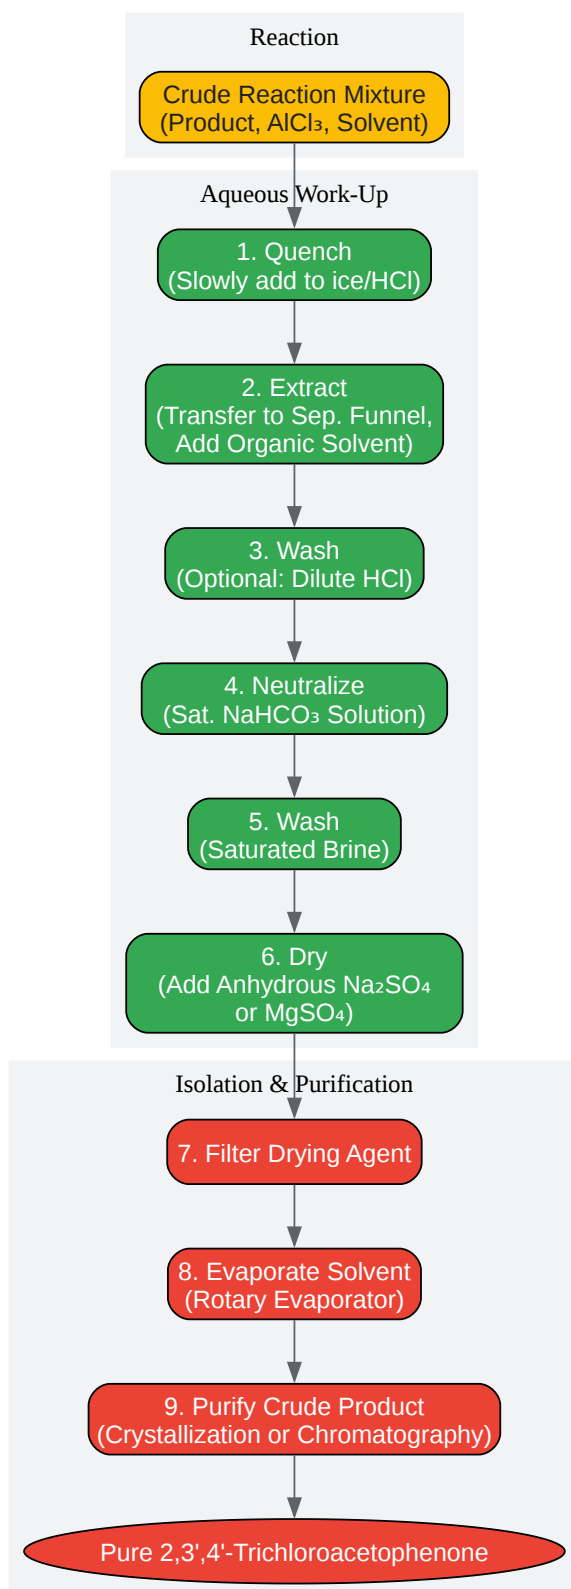 Reaction
Crude Reaction Mixture
(Product, AlCl₃, Solvent)
Aqueous Work-Up
1. Quench
(Slowly add to ice/HCl)
2. Extract
(Transfer to Sep. Funnel,
Add Organic Solvent)
3. Wash
(Optional: Dilute HCl)
4. Neutralize
(Sat. NaHCO₃ Solution)
5. Wash
(Saturated Brine)
6. Dry
(Add Anhydrous Na₂SO₄
or MgSO₄)
Isolation & Purification
7. Filter Drying Agent
8. Evaporate Solvent
(Rotary Evaporator)
9. Purify Crude Product
(Crystallization or Chromatography)
Pure 2,3',4'-Trichloroacetophenone